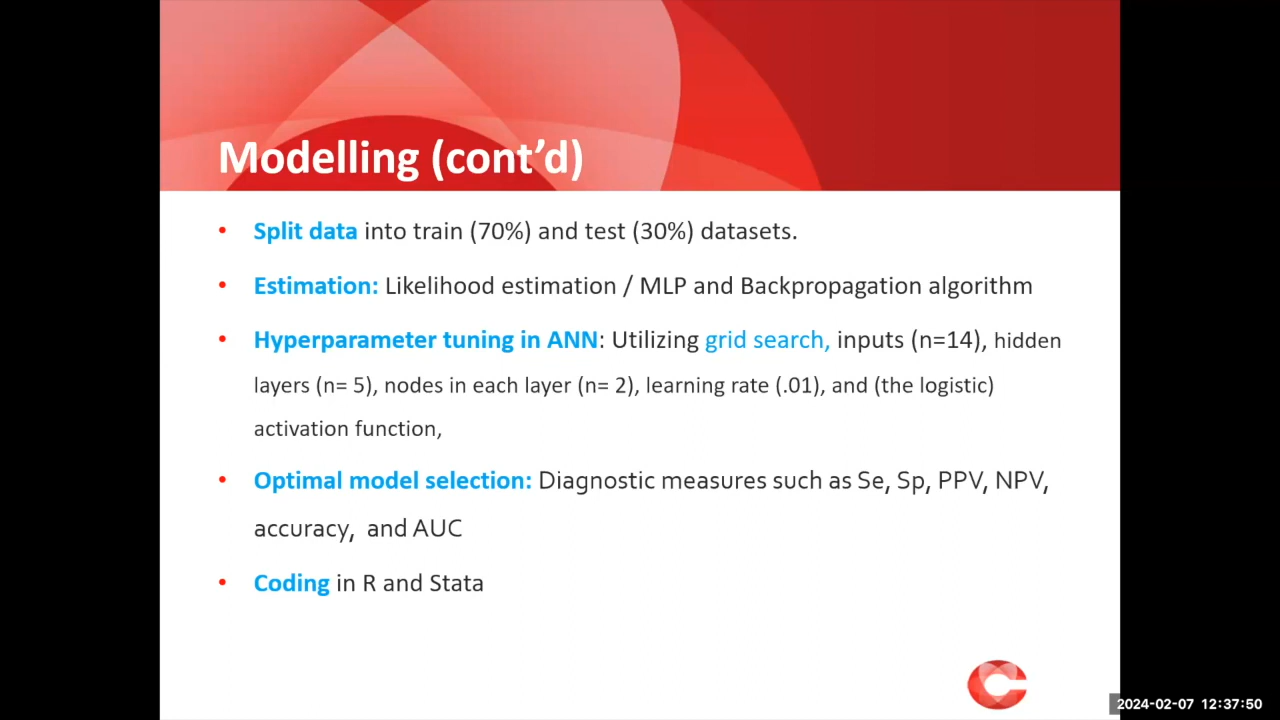 Modelling (cont’d)
• Split data into train (70%) and test (30%) datasets.
• Estimation: Likelihood estimation / MLP and Backpropagation algorithm
• Hyperparameter tuning in ANN: Utilizing grid search, inputs (n=14), hidden
layers (n= 5), nodes in each layer (n= 2), learning rate (.01), and (the logistic)
activation function,
• Optimal model selection: Diagnostic measures such as Se, Sp, PPV, NPV,
accuracy,  and AUC
• Coding in R and Stata
2024-02-07 12:37:50